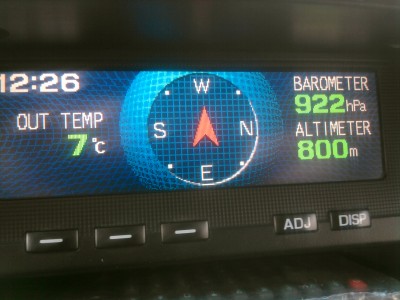 12:26
OUT TEMP
7°C
W
S N
E
BAROMETER
922hPa
ALTIMETER
800m
ADJ DISP